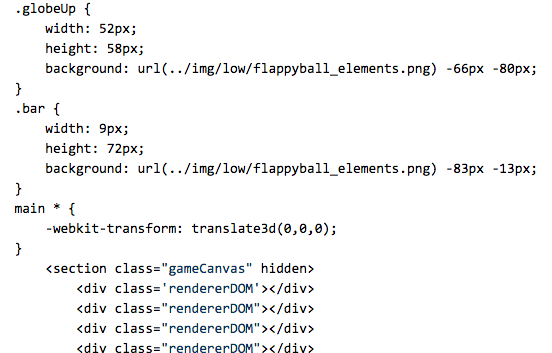 .globeUp {
    width: 52px;
    height: 58px;
    background: url(../img/low/flappyball_elements.png) -66px -80px;
}
.bar {
    width: 9px;
    height: 72px;
    background: url(../img/low/flappyball_elements.png) -83px -13px;
}
main * {
    -webkit-transform: translate3d(0,0,0);
}
    <section class="gameCanvas" hidden>
        <div class='rendererDOM'></div>
        <div class="rendererDOM"></div>
        <div class="rendererDOM"></div>
        <div class="rendererDOM"></div>